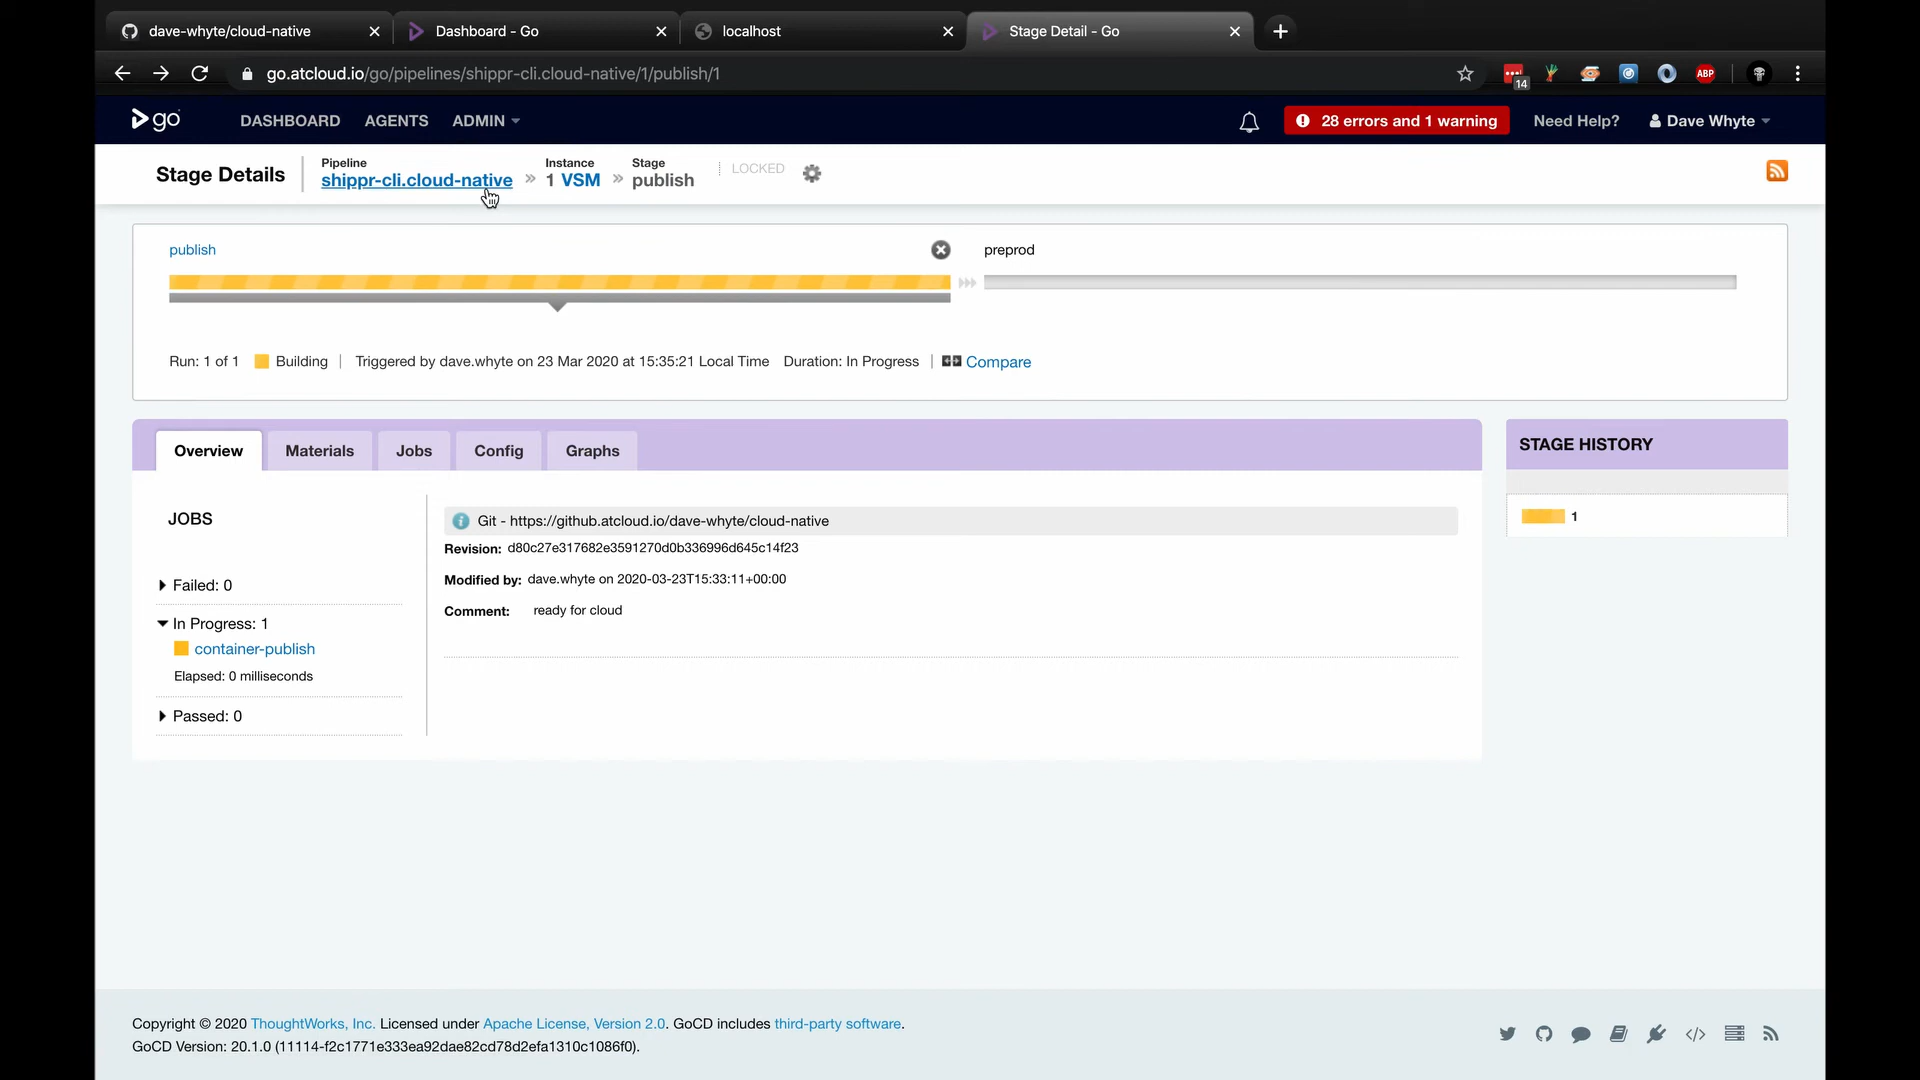 dave-whyte/cloud-native
Dashboard - Go
localhost
Stage Detail - Go
go.atcloud.io/go/pipelines/shippr-cli.cloud-native/1/publish/1
14
ABP
go
DASHBOARD
AGENTS
ADMIN
28 errors and 1 warning
Need Help?
Dave Whyte
Stage Details
Pipeline
shippr-cli.cloud-native
»
Instance
1 VSM
»
Stage
publish
LOCKED
publish
preprod
Run: 1 of 1
Building
Triggered by dave.whyte on 23 Mar 2020 at 15:35:21 Local Time
Duration: In Progress
Compare
Overview
Materials
Jobs
Config
Graphs
STAGE HISTORY
1
JOBS
Failed: 0
In Progress: 1
container-publish
Elapsed: 0 milliseconds
Passed: 0
Git - https://github.atcloud.io/dave-whyte/cloud-native
Revision: d80c27e317682e3591270d0b336996d645c14f23
Modified by: dave.whyte on 2020-03-23T15:33:11+00:00
Comment: ready for cloud
Copyright © 2020 ThoughtWorks, Inc. Licensed under Apache License, Version 2.0. GoCD includes third-party software.
GoCD Version: 20.1.0 (11114-f2c1771e333ea92dae82cd78d2efa1310c1086f0).